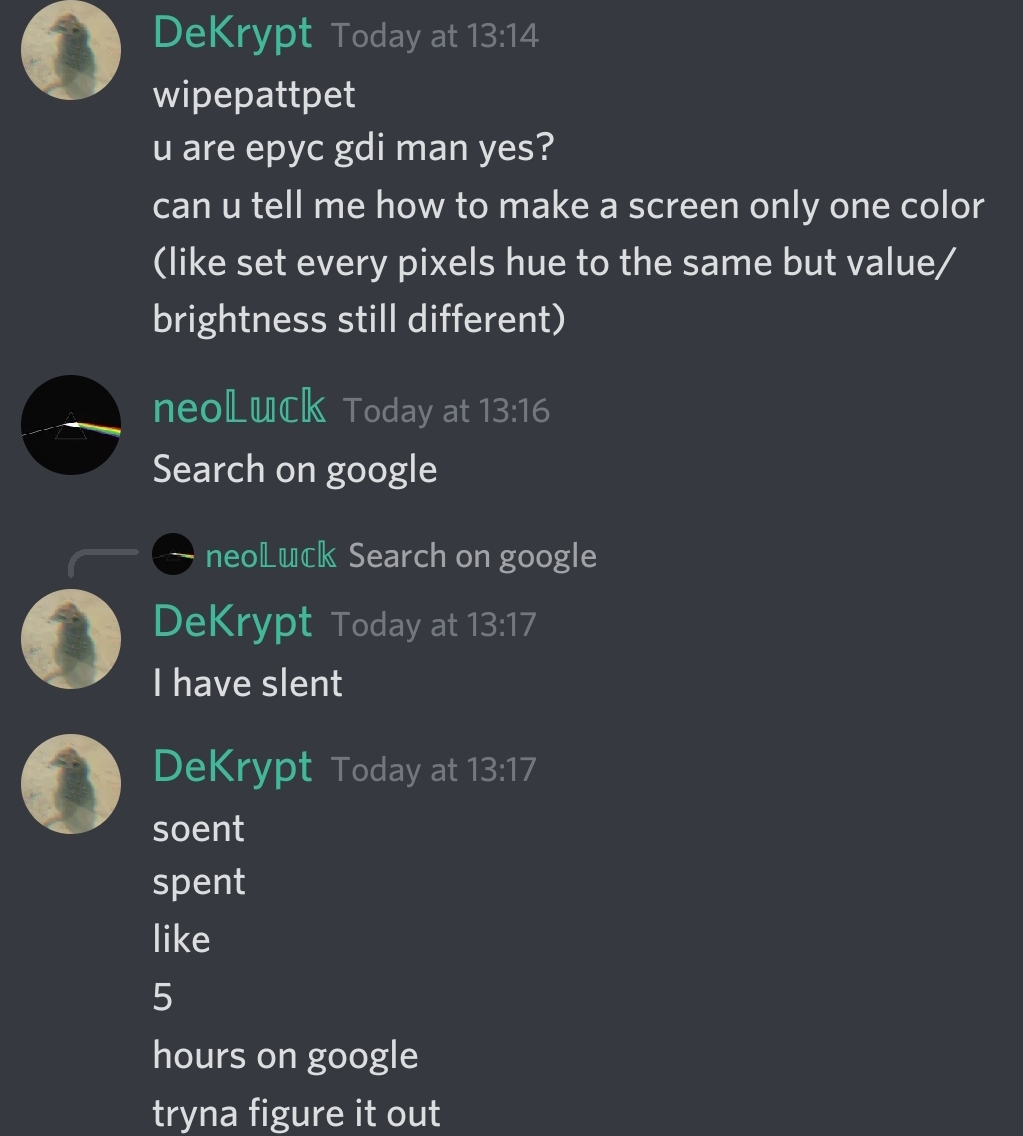 DeKrypt Today at 13:14
wipepattpet
u are epyc gdi man yes?
can u tell me how to make a screen only one color
(like set every pixels hue to the same but value/
brightness still different)
neo𝕃𝕦𝕔𝕜 Today at 13:16
Search on google
neo𝕃𝕦𝕔𝕜 Search on google
DeKrypt Today at 13:17
I have slent
DeKrypt Today at 13:17
soent
spent
like
5
hours on google
tryna figure it out